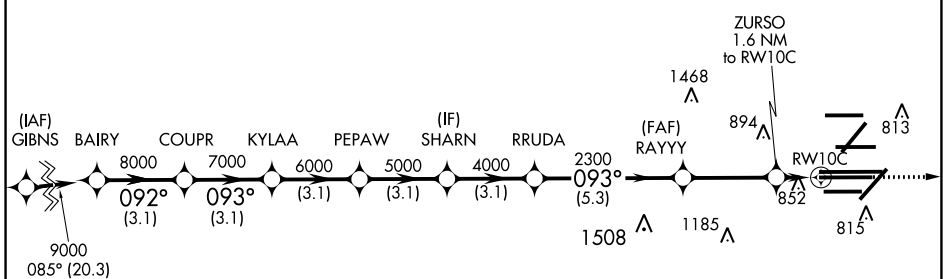 ZURSO
1.6 NM
to RW10C
1468
(IAF)
GIBNS
BAIRY
COUPR
KYLAA
PEPAW
(IF)
SHARN
RRUDA
(FAF)
RAYYY
894
813
RW10C
8000
7000
6000
5000
4000
2300
092°
093°
(3.1)
(3.1)
(3.1)
093°
(3.1)
(3.1)
(5.3)
852
1508
1185
815
9000
085° (20.3)